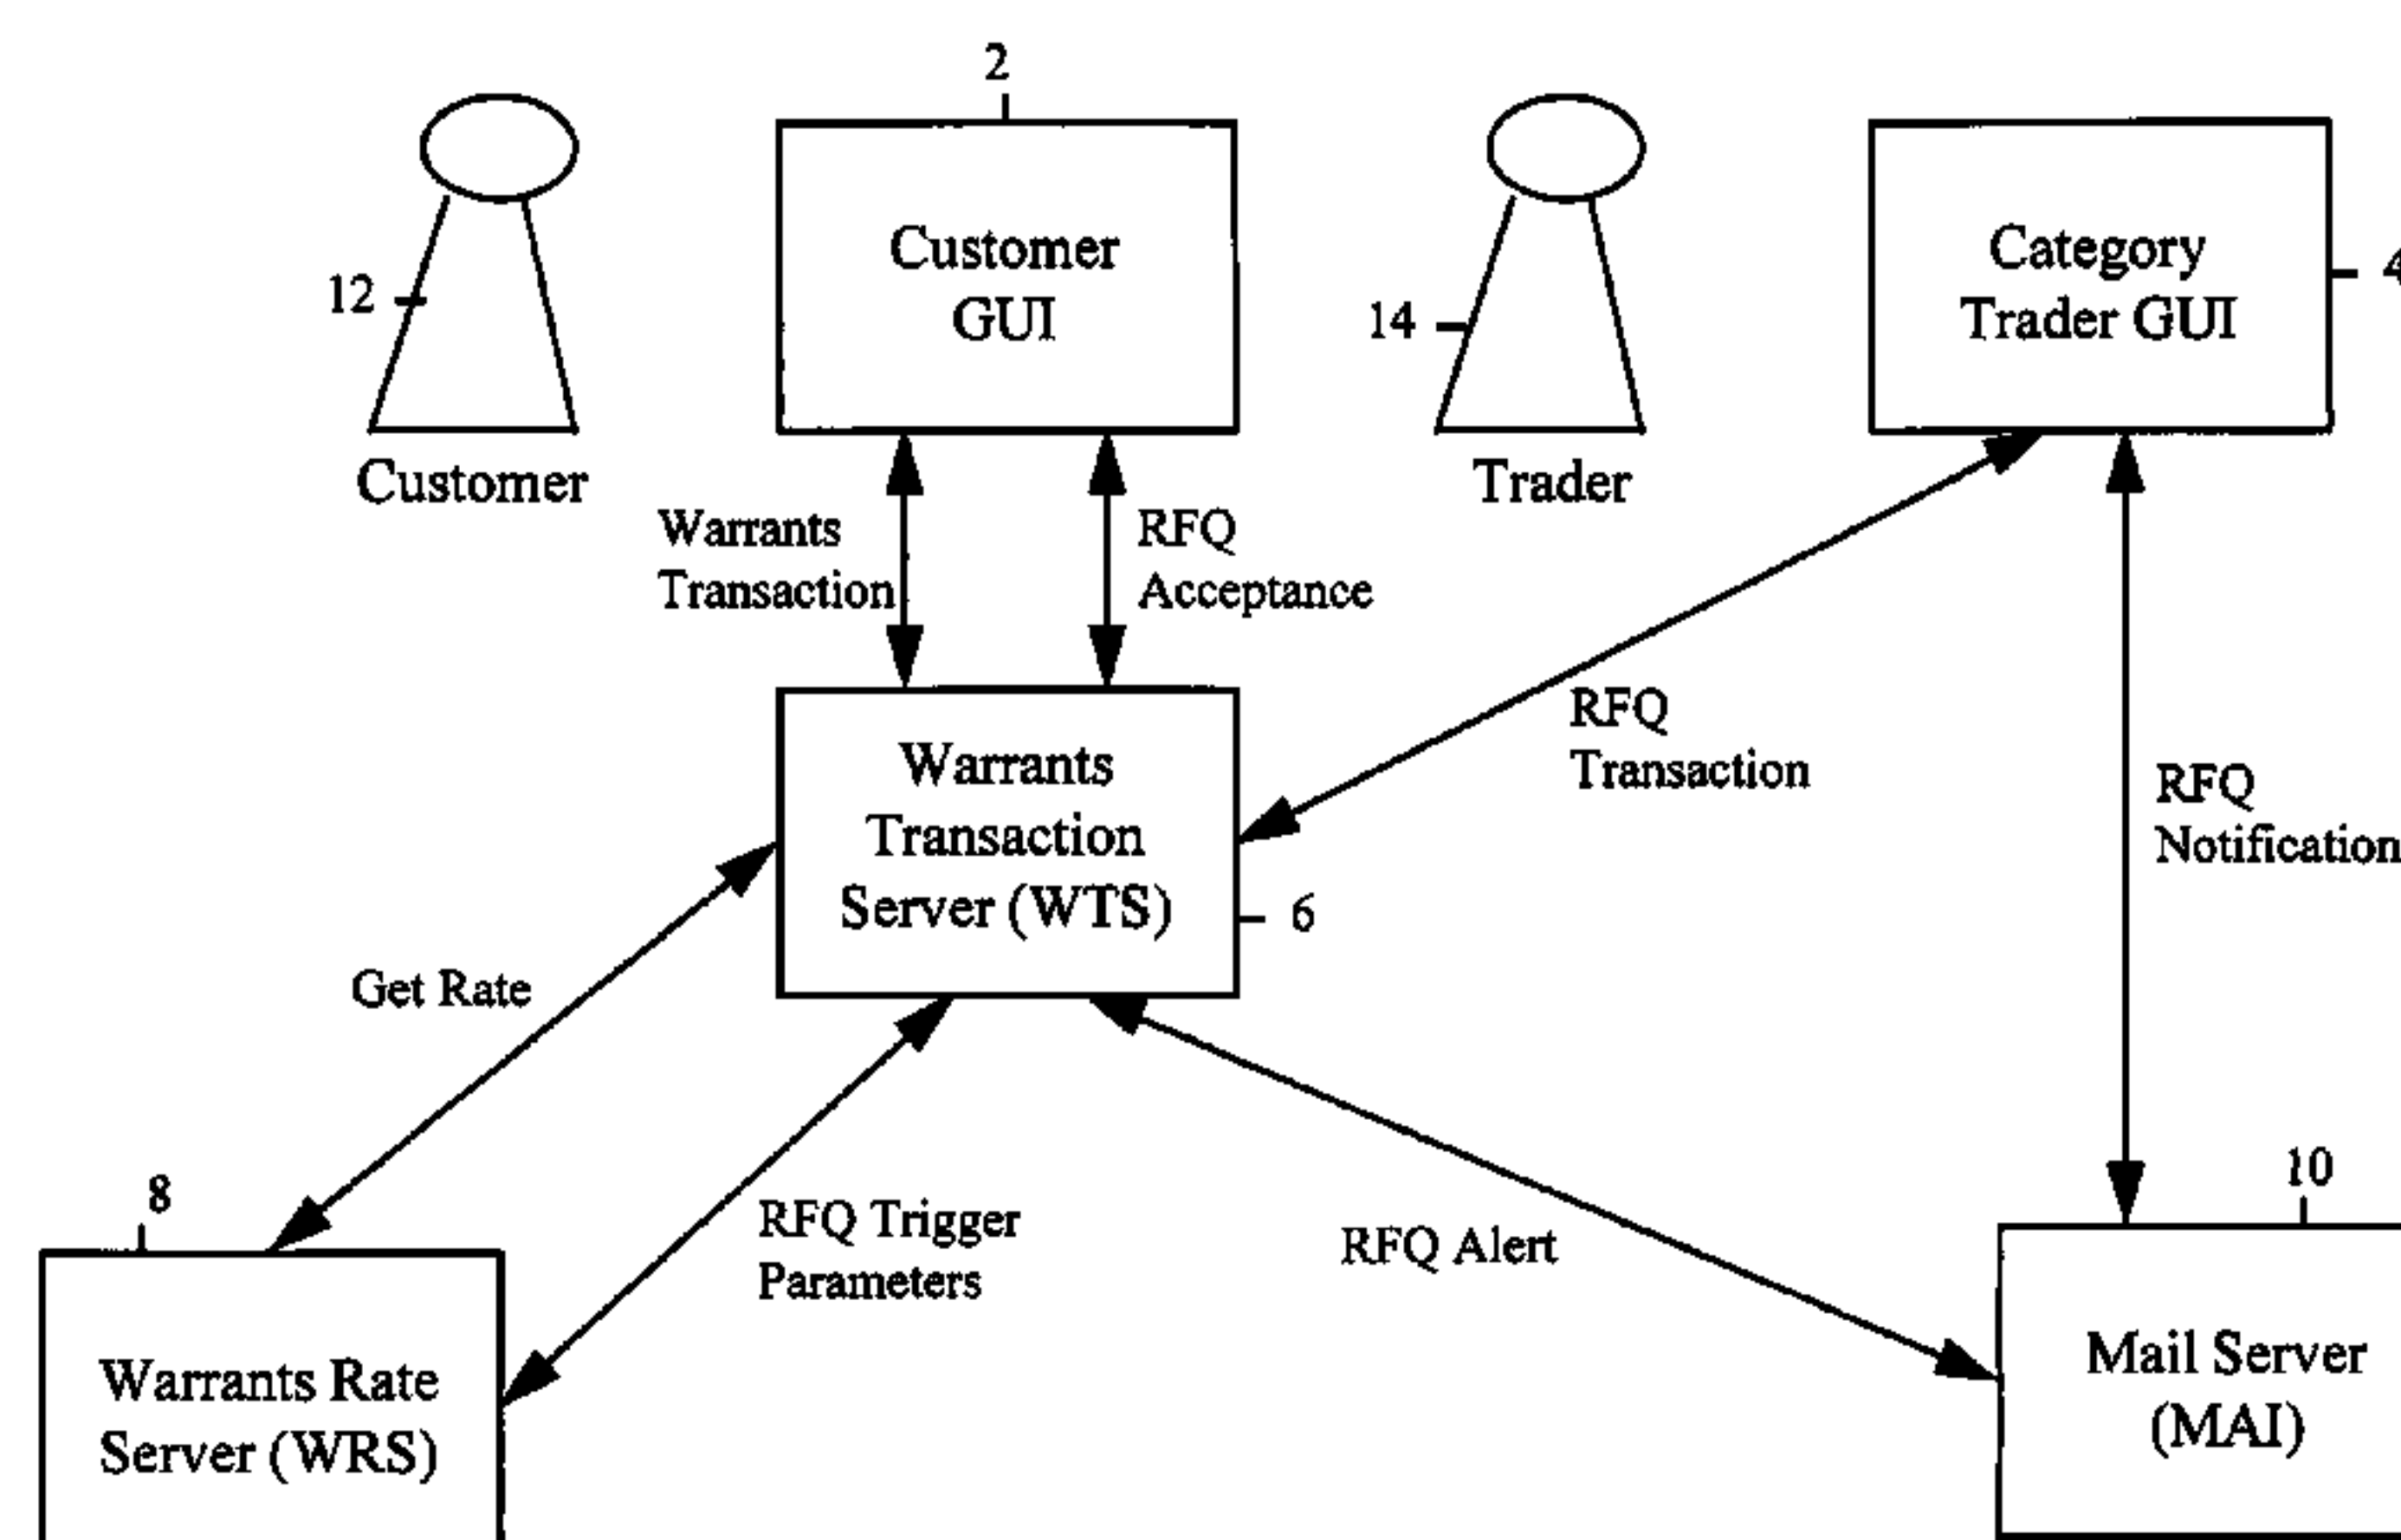 2
Customer
GUI
Category
Trader GUI
4
12
14
Customer
Trader
Warrants
Transaction
RFQ
Acceptance
RFQ
Transaction
Warrants
Transaction
Server (WTS)
6
RFQ
Notification
Get Rate
8
RFQ Trigger
Parameters
RFQ Alert
10
Warrants Rate
Server (WRS)
Mail Server
(MAI)